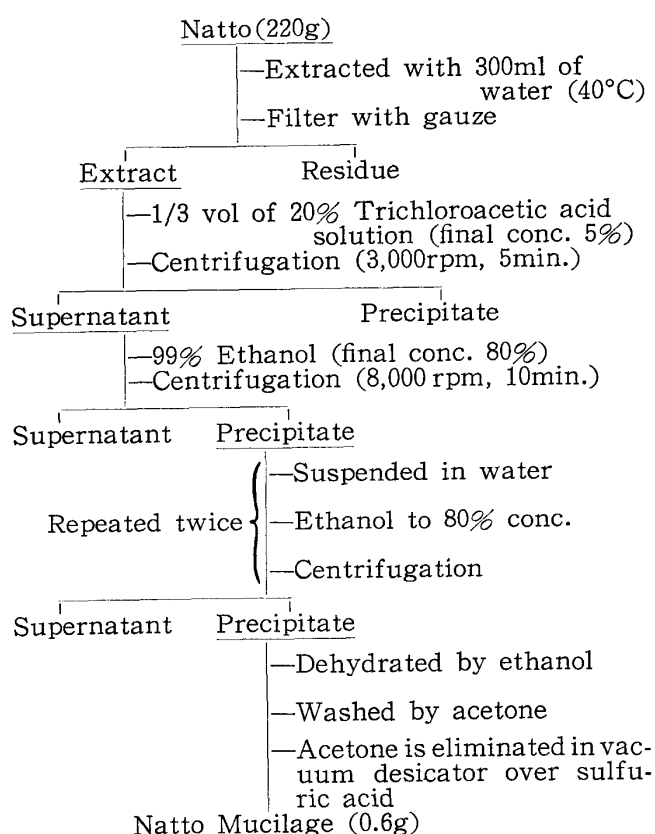 Natto (220g)
—Extracted with 300ml of
water (40°C)
—Filter with gauze
Extract Residue
—1/3 vol of 20% Trichloroacetic acid
solution (final conc. 5%)
—Centrifugation (3,000rpm, 5min.)
Supernatant Precipitate
—99% Ethanol (final conc. 80%)
—Centrifugation (8,000 rpm, 10min.)
Supernatant Precipitate
—Suspended in water
Repeated twice { —Ethanol to 80% conc.
—Centrifugation
Supernatant Precipitate
—Dehydrated by ethanol
—Washed by acetone
—Acetone is eliminated in vac-
uum desicator over sulfu-
ric acid
Natto Mucilage (0.6g)